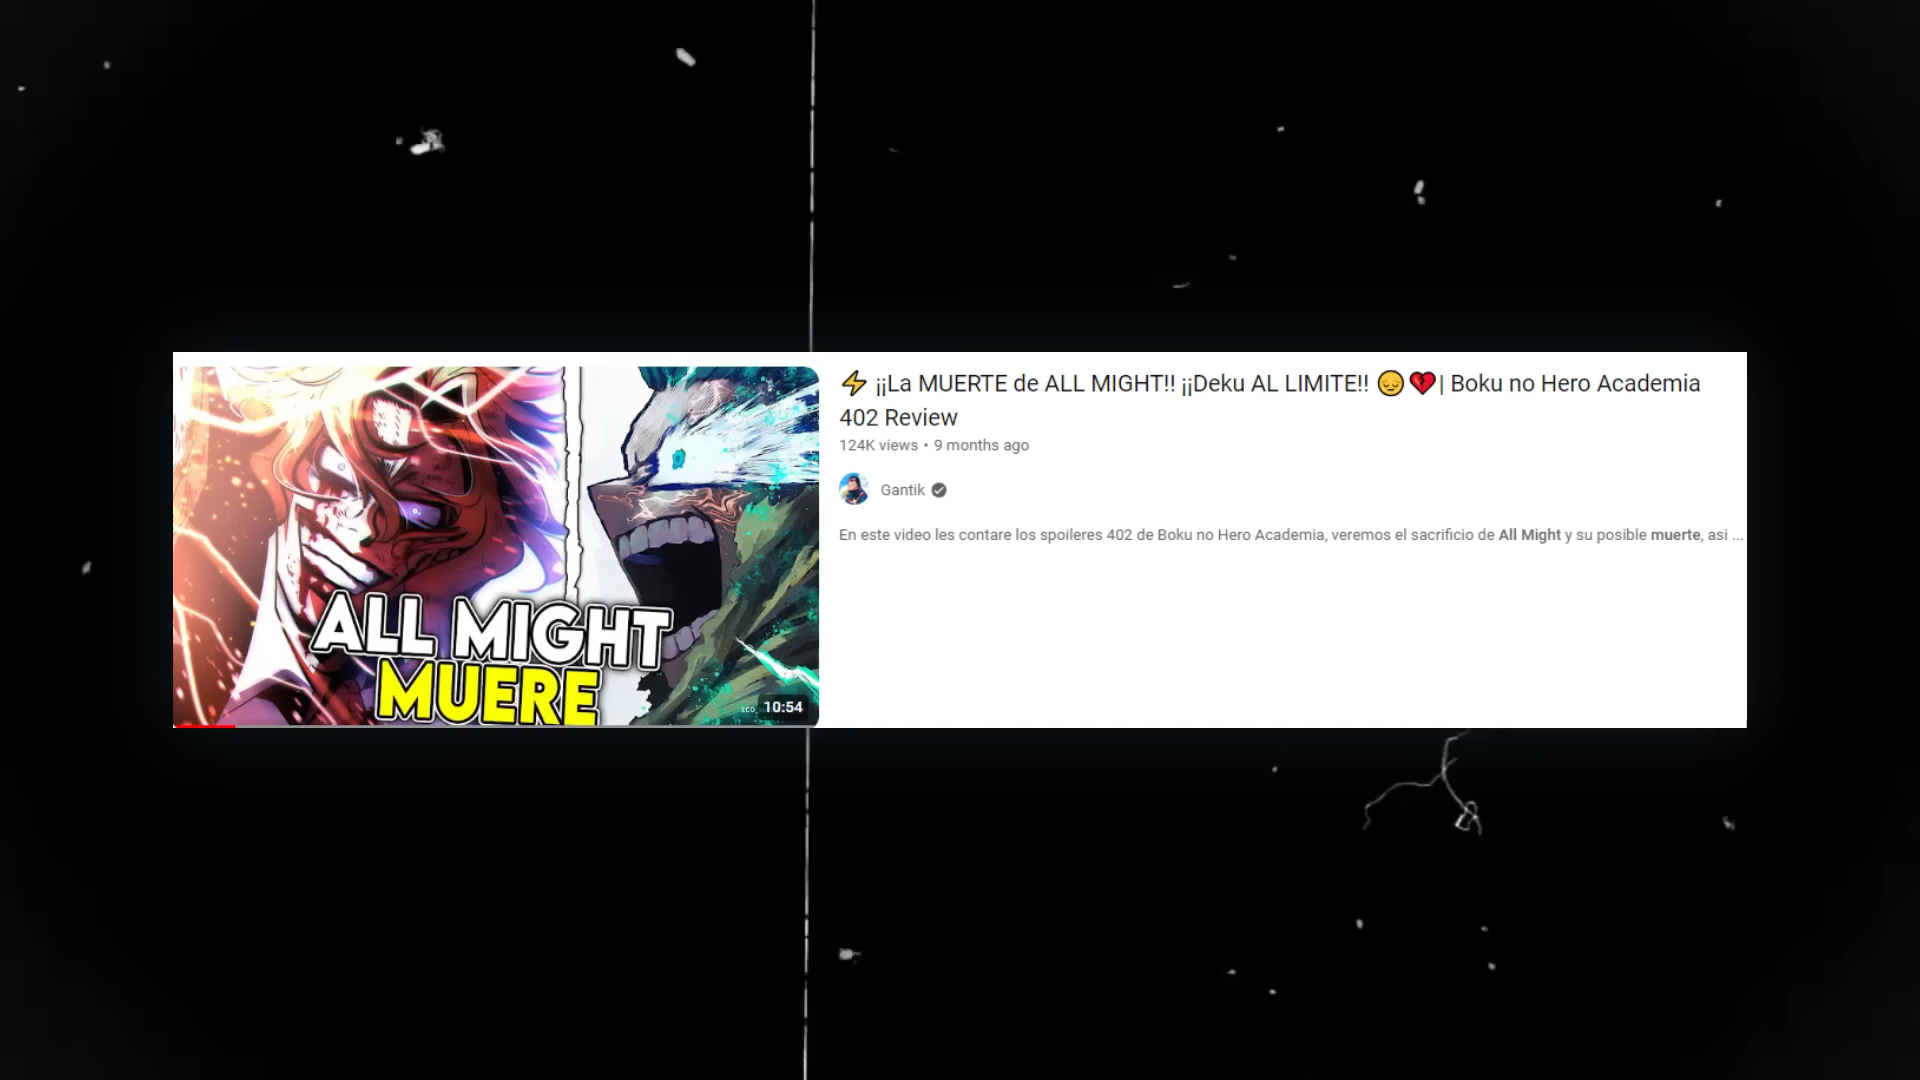 ALL MIGHT
MUERE
10:54
⚡ ¡¡La MUERTE de ALL MIGHT!! ¡¡Deku AL LIMITE!! 😔💔| Boku no Hero Academia
402 Review
124K views • 9 months ago
Gantik
En este video les contare los spoileres 402 de Boku no Hero Academia, veremos el sacrificio de All Might y su posible muerte, asi ...